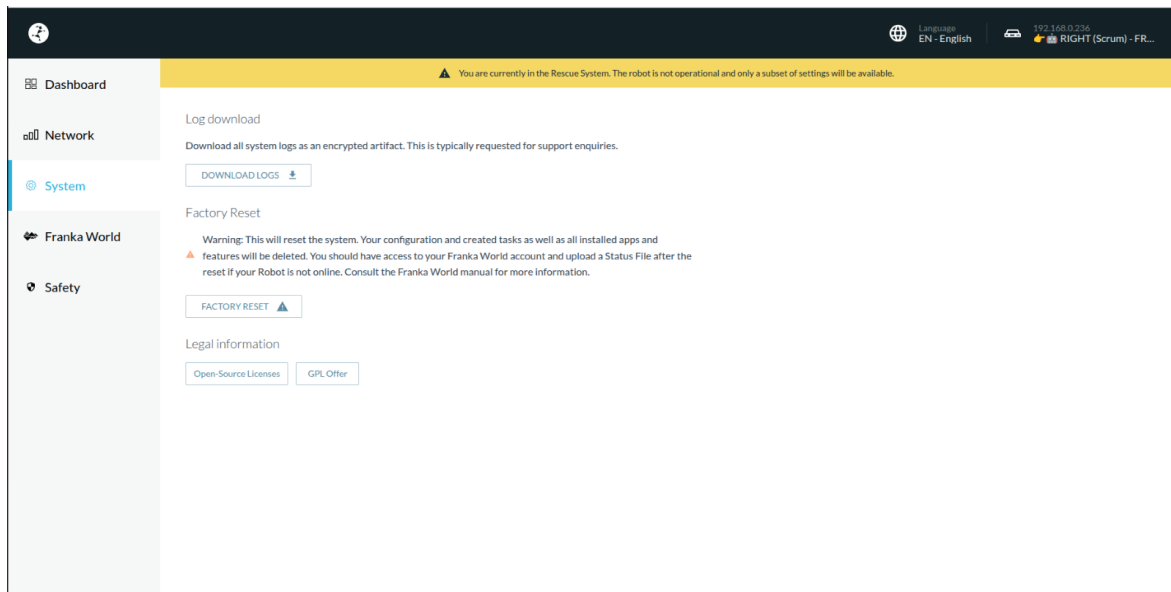 Language
EN - English
192.168.0.236
👉🤖 RIGHT (Scrum) - FR...
Dashboard
Network
System
Franka World
Safety
You are currently in the Rescue System. The robot is not operational and only a subset of settings will be available.
Log download
Download all system logs as an encrypted artifact. This is typically requested for support enquiries.
DOWNLOAD LOGS
Factory Reset
Warning: This will reset the system. Your configuration and created tasks as well as all installed apps and
features will be deleted. You should have access to your Franka World account and upload a Status File after the
reset if your Robot is not online. Consult the Franka World manual for more information.
FACTORY RESET
Legal information
Open-Source Licenses
GPL Offer